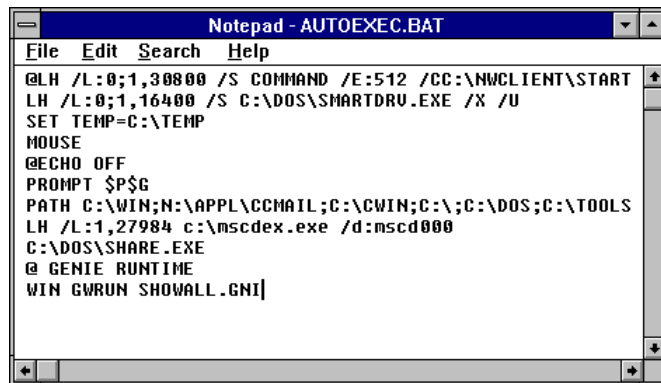 Notepad - AUTOEXEC.BAT
File Edit Search Help
@LH /L:0;1,30800 /S COMMAND /E:512 /CC:\NWCLIENT\START
LH /L:0;1,16400 /S C:\DOS\SMARTDRV.EXE /X /U
SET TEMP=C:\TEMP
MOUSE
@ECHO OFF
PROMPT $P$G
PATH C:\WIN;N:\APPL\CCMAIL;C:\CWIN;C:\;C:\DOS;C:\TOOLS
LH /L:1,27984 c:\mscdex.exe /d:mscd000
C:\DOS\SHARE.EXE
@ GENIE RUNTIME
WIN GWRUN SHOWALL.GNI